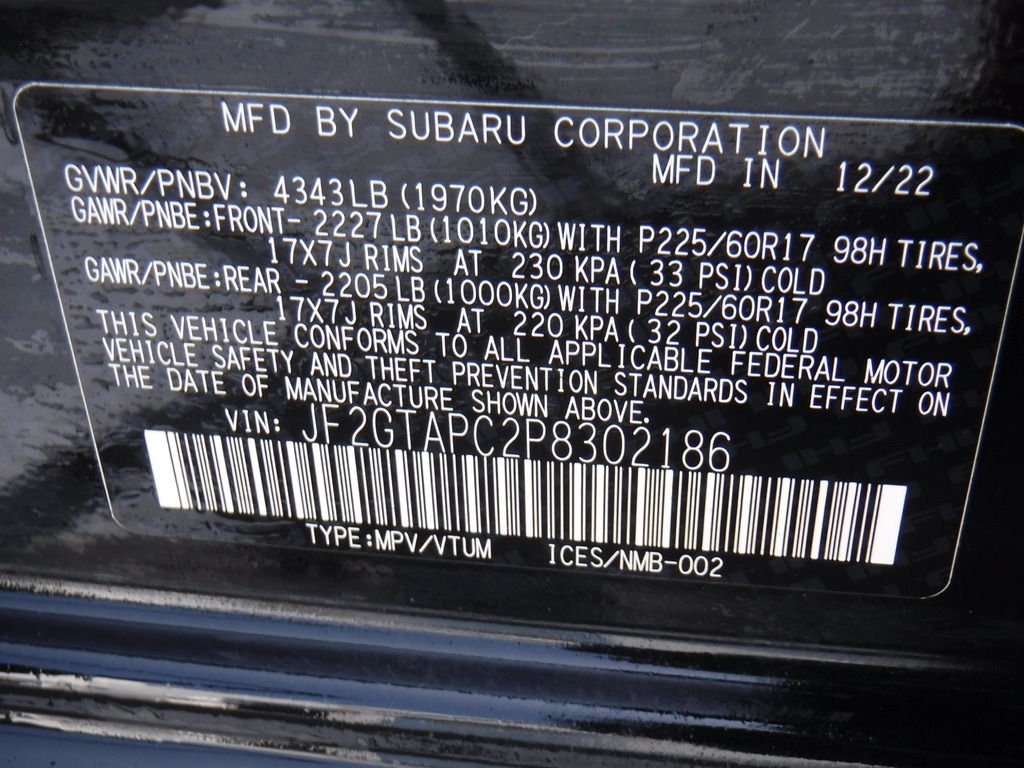 MFD BY SUBARU CORPORATION
MFD IN 12/22
GVWR/PNBV: 4343LB (1970KG)
GAWR/PNBE:FRONT- 2227LB (1010KG) WITH P225/60R17 98H TIRES,
17X7J RIMS AT 230 KPA( 33 PSI) COLD
GAWR/PNBE:REAR - 2205LB (1000KG) WITH P225/60R17 98H TIRES,
17X7J RIMS AT 220 KPA( 32 PSI) COLD
THIS VEHICLE CONFORMS TO ALL APPLICABLE FEDERAL MOTOR
VEHICLE SAFETY AND THEFT PREVENTION STANDARDS IN EFFECT ON
THE DATE OF MANUFACTURE SHOWN ABOVE.
VIN: JF2GTAPC2P8302186
TYPE:MPV/VTUM ICES/NMB-002